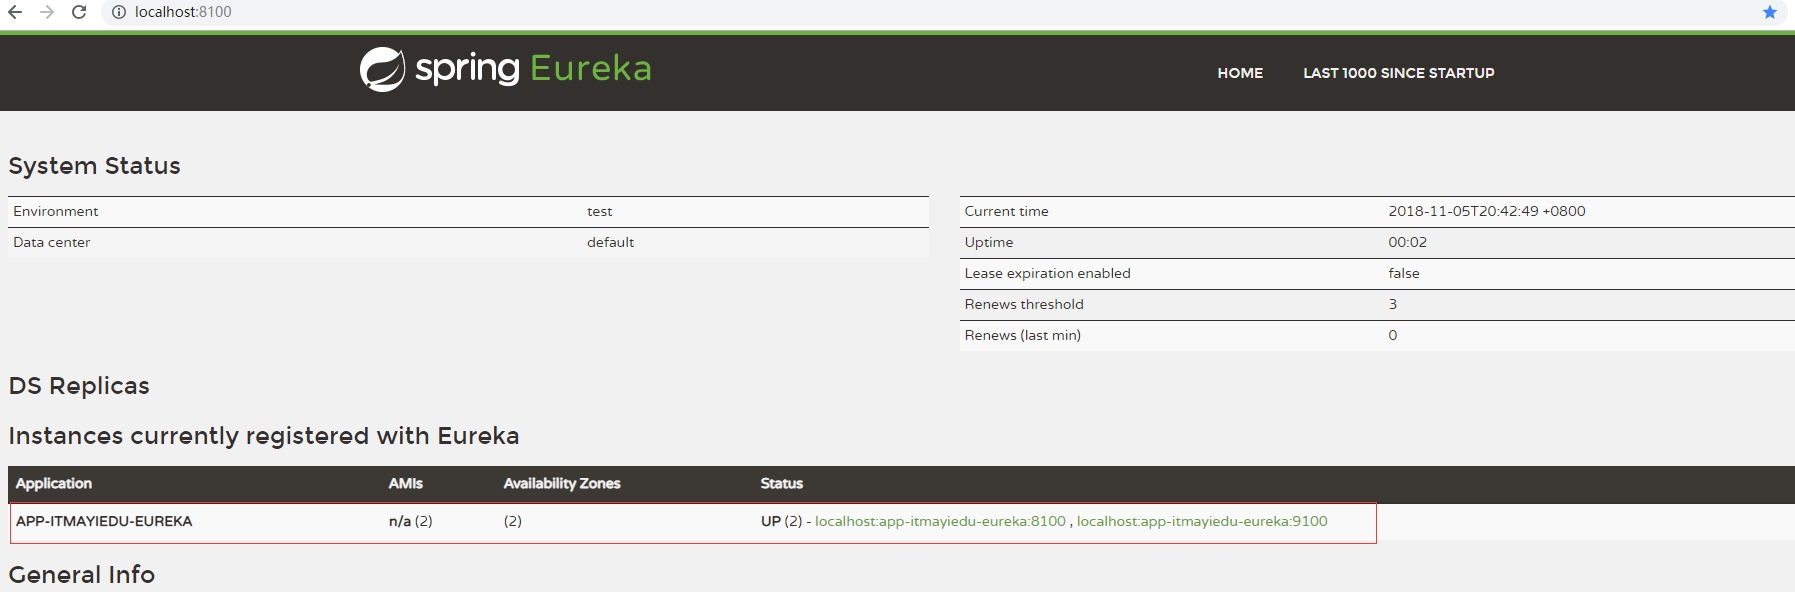 localhost:8100
spring Eureka
HOME LAST 1000 SINCE STARTUP
System Status
Environment test
Data center default
Current time 2018-11-05T20:42:49 +0800
Uptime 00:02
Lease expiration enabled false
Renews threshold 3
Renews (last min) 0
DS Replicas
Instances currently registered with Eureka
Application AMIs Availability Zones Status
APP-ITMAYIEDU-EUREKA n/a (2) (2) UP (2) - localhost:app-itmayiedu-eureka:8100 , localhost:app-itmayiedu-eureka:9100
General Info